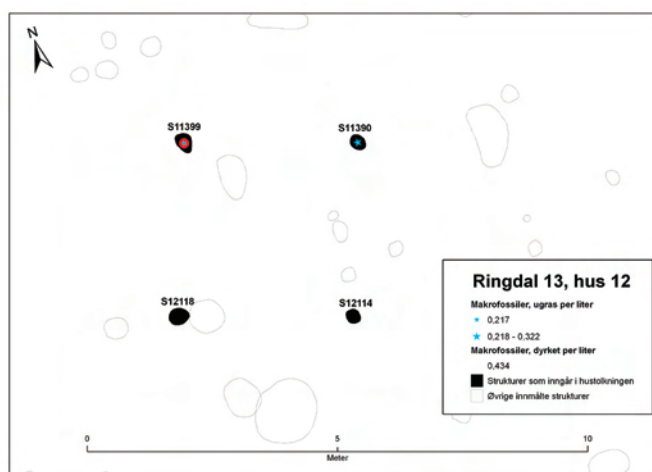 N
S11399
S11390
S12118
S12114
Ringdal 13, hus 12
Makrofossiler, ugras per liter
0,217
0,218 - 0,322
Makrofossiler, dyrket per liter
0,434
Strukturer som inngår i hustolkningen
Øvrige innmålte strukturer
0
5
10
Meter